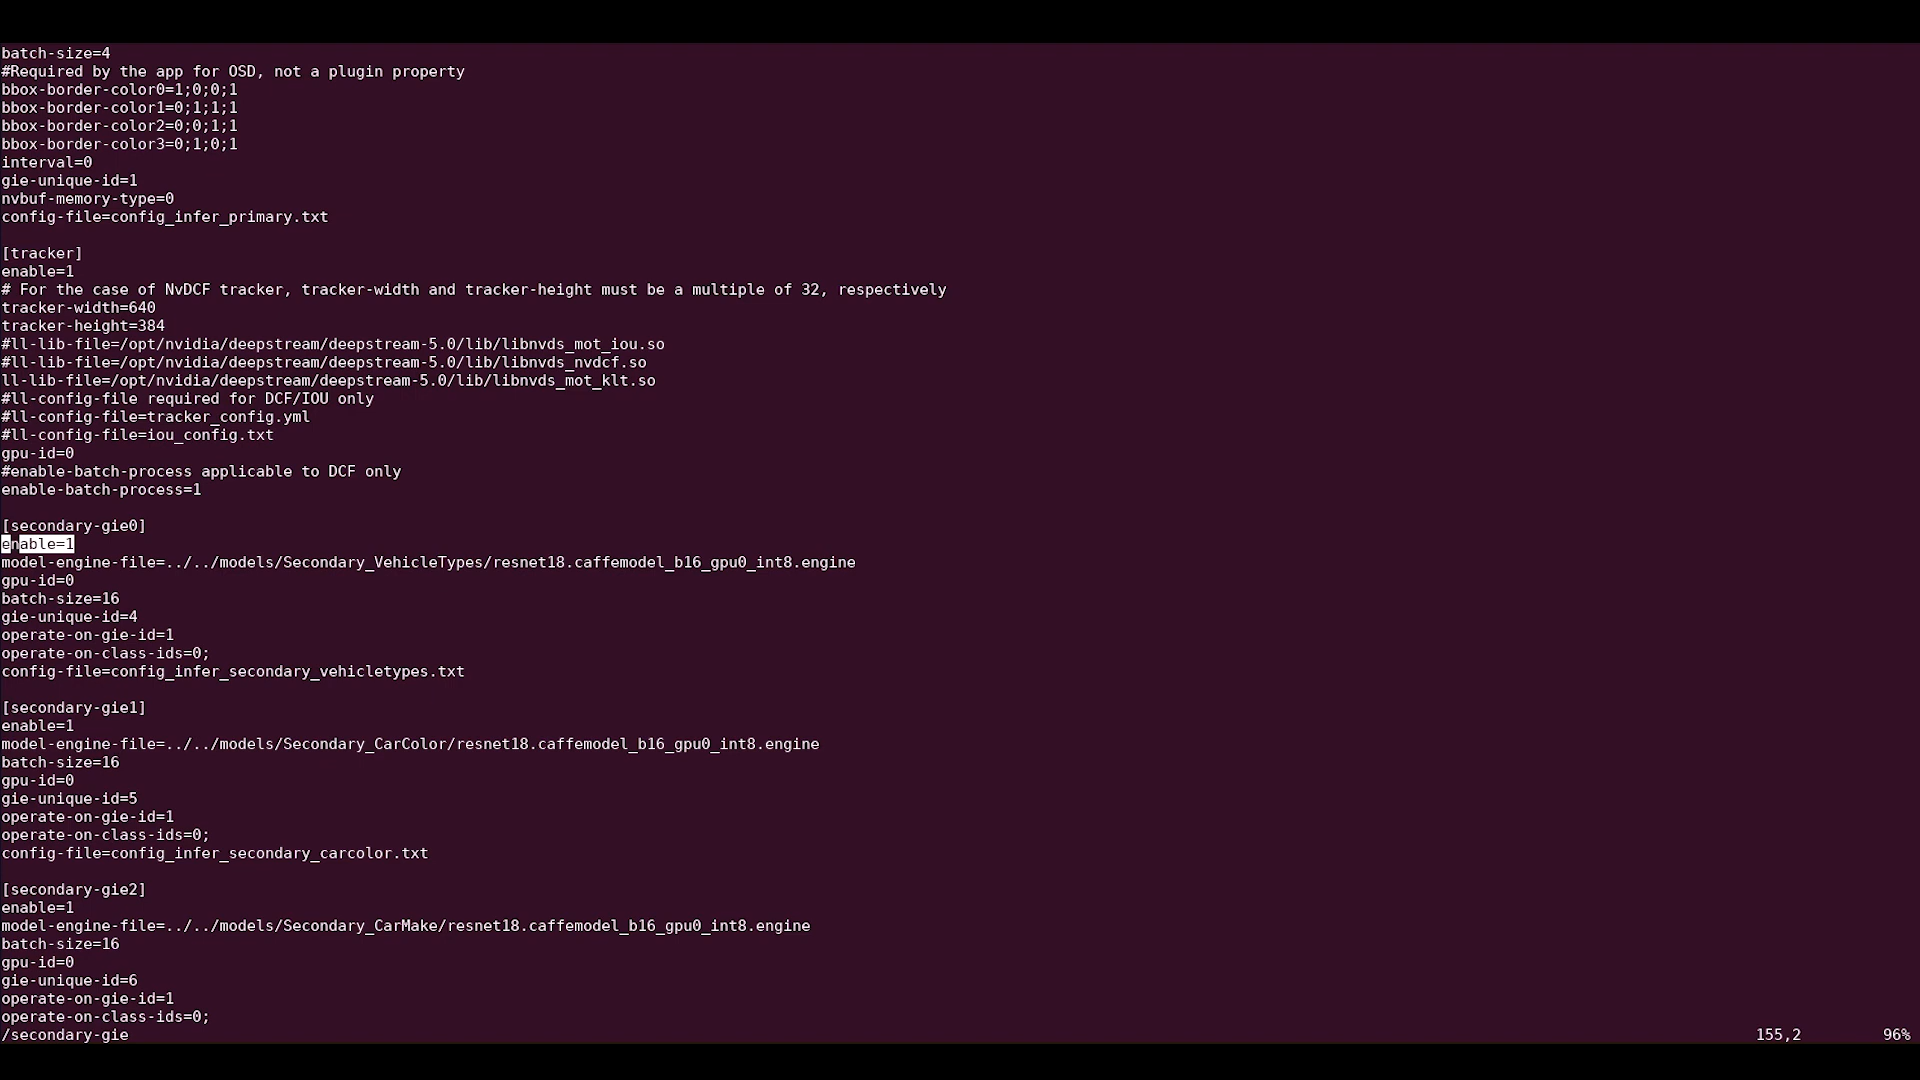 batch-size=4
#Required by the app for OSD, not a plugin property
bbox-border-color0=1;0;0;1
bbox-border-color1=0;1;1;1
bbox-border-color2=0;0;1;1
bbox-border-color3=0;1;0;1
interval=0
gie-unique-id=1
nvbuf-memory-type=0
config-file=config_infer_primary.txt
[tracker]
enable=1
# For the case of NvDCF tracker, tracker-width and tracker-height must be a multiple of 32, respectively
tracker-width=640
tracker-height=384
#ll-lib-file=/opt/nvidia/deepstream/deepstream-5.0/lib/libnvds_mot_iou.so
#ll-lib-file=/opt/nvidia/deepstream/deepstream-5.0/lib/libnvds_nvdcf.so
ll-lib-file=/opt/nvidia/deepstream/deepstream-5.0/lib/libnvds_mot_klt.so
#ll-config-file required for DCF/IOU only
#ll-config-file=tracker_config.yml
#ll-config-file=iou_config.txt
gpu-id=0
#enable-batch-process applicable to DCF only
enable-batch-process=1
[secondary-gie0]
enable=1
model-engine-file=../../models/Secondary_VehicleTypes/resnet18.caffemodel_b16_gpu0_int8.engine
gpu-id=0
batch-size=16
gie-unique-id=4
operate-on-gie-id=1
operate-on-class-ids=0;
config-file=config_infer_secondary_vehicletypes.txt
[secondary-gie1]
enable=1
model-engine-file=../../models/Secondary_CarColor/resnet18.caffemodel_b16_gpu0_int8.engine
batch-size=16
gpu-id=0
gie-unique-id=5
operate-on-gie-id=1
operate-on-class-ids=0;
config-file=config_infer_secondary_carcolor.txt
[secondary-gie2]
enable=1
model-engine-file=../../models/Secondary_CarMake/resnet18.caffemodel_b16_gpu0_int8.engine
batch-size=16
gpu-id=0
gie-unique-id=6
operate-on-gie-id=1
operate-on-class-ids=0;
/secondary-gie 155,2 96%